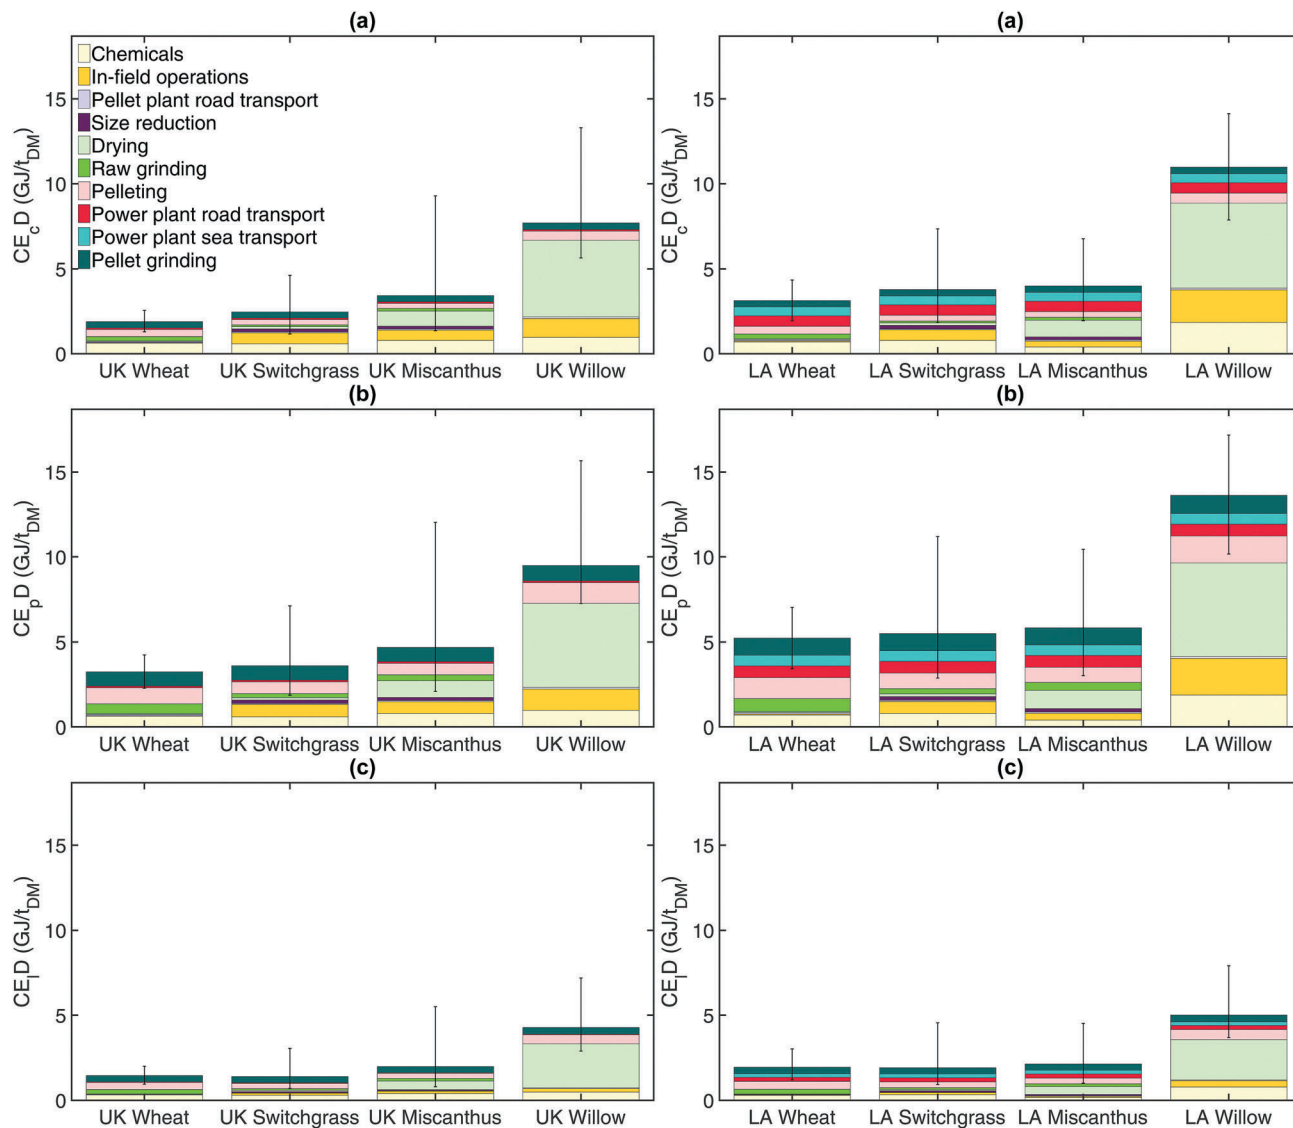 (a)
CE_c D (GJ/t_DM)
15
10
5
0
Chemicals
In-field operations
Pellet plant road transport
Size reduction
Drying
Raw grinding
Pelleting
Power plant road transport
Power plant sea transport
Pellet grinding
UK Wheat UK Switchgrass UK Miscanthus UK Willow
(a)
CE_c D (GJ/t_DM)
15
10
5
0
LA Wheat LA Switchgrass LA Miscanthus LA Willow
(b)
CE_p D (GJ/t_DM)
15
10
5
0
UK Wheat UK Switchgrass UK Miscanthus UK Willow
(b)
CE_p D (GJ/t_DM)
15
10
5
0
LA Wheat LA Switchgrass LA Miscanthus LA Willow
(c)
CE_l D (GJ/t_DM)
15
10
5
0
UK Wheat UK Switchgrass UK Miscanthus UK Willow
(c)
CE_l D (GJ/t_DM)
15
10
5
0
LA Wheat LA Switchgrass LA Miscanthus LA Willow